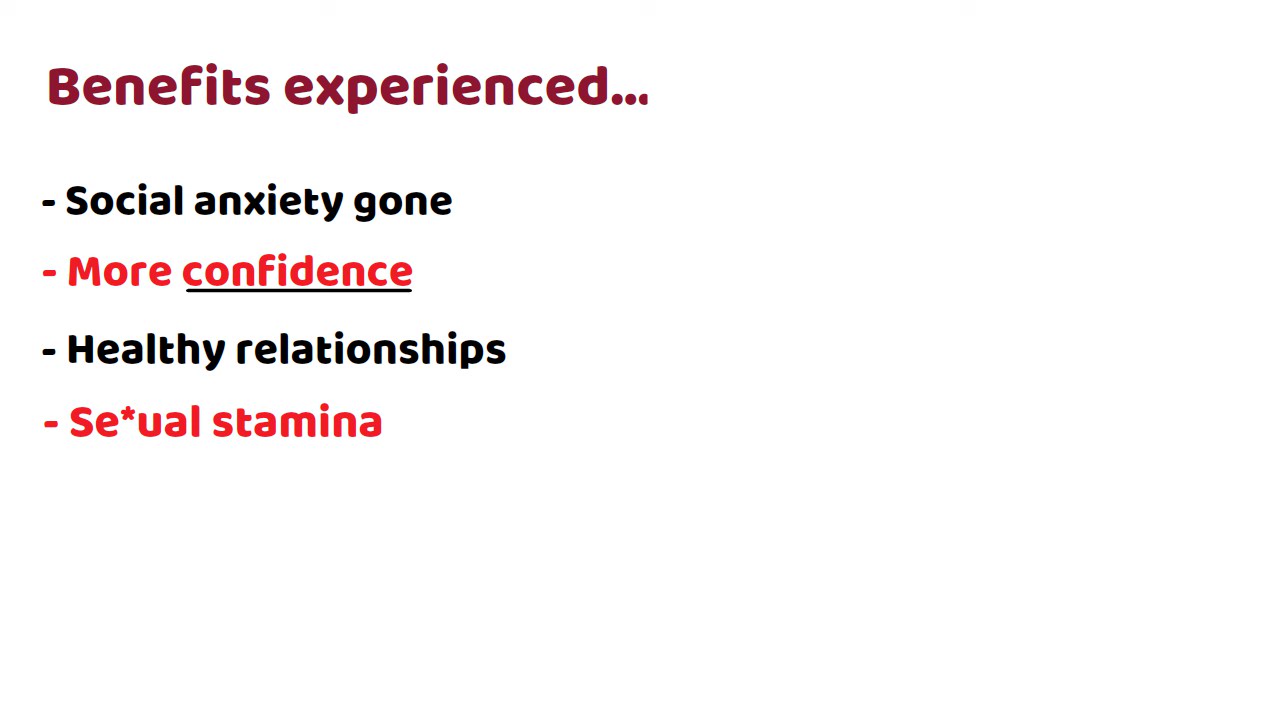 Benefits experienced...
- Social anxiety gone
- More confidence
- Healthy relationships
- Se*ual stamina